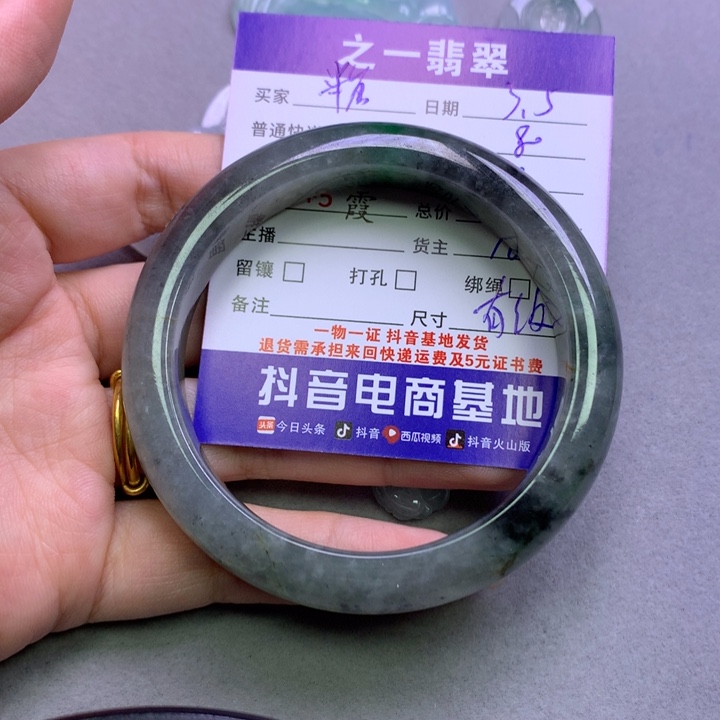 之一翡翠
买家 日期 3.5
普通快
霞 总价
主播 货主
留镶 打孔 绑绳
备注 尺寸
一物一证 抖音基地发货
退货需承担来回快递运费及5元证书费
抖音电商基地
头条 今日头条 抖音 西瓜视频 抖音火山版